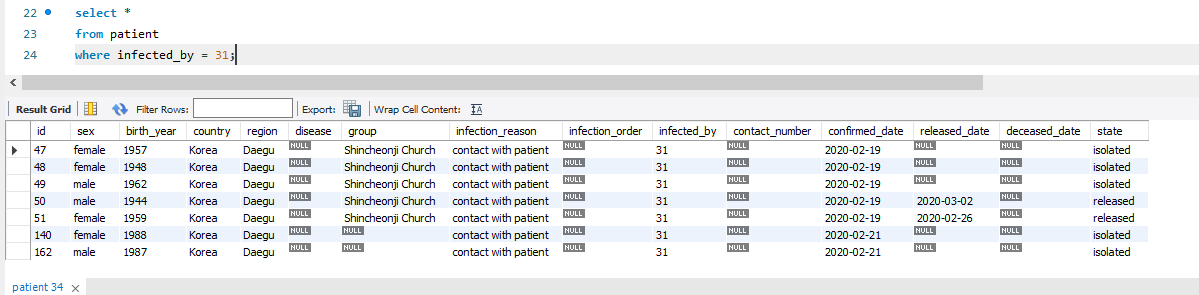 22 select *
23 from patient
24 where infected_by = 31;
Result Grid Filter Rows: Export: Wrap Cell Content:
id sex birth_year country region disease group infection_reason infection_order infected_by contact_number confirmed_date released_date deceased_date state
47 female 1957 Korea Daegu NULL Shincheonji Church contact with patient NULL 31 NULL 2020-02-19 NULL NULL isolated
48 female 1948 Korea Daegu NULL Shincheonji Church contact with patient NULL 31 NULL 2020-02-19 NULL NULL isolated
49 male 1962 Korea Daegu NULL Shincheonji Church contact with patient NULL 31 NULL 2020-02-19 NULL NULL isolated
50 male 1944 Korea Daegu NULL Shincheonji Church contact with patient NULL 31 NULL 2020-02-19 2020-03-02 NULL released
51 female 1959 Korea Daegu NULL Shincheonji Church contact with patient NULL 31 NULL 2020-02-19 2020-02-26 NULL released
140 female 1988 Korea Daegu NULL NULL contact with patient NULL 31 NULL 2020-02-21 NULL NULL isolated
162 male 1987 Korea Daegu NULL NULL contact with patient NULL 31 NULL 2020-02-21 NULL NULL isolated
patient 34